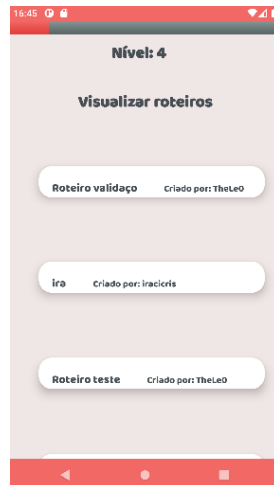 16:45
Nível: 4
Visualizar roteiros
Roteiro validaço Criado por: TheLeO
ira Criado por: iracicris
Roteiro teste Criado por: TheLeO